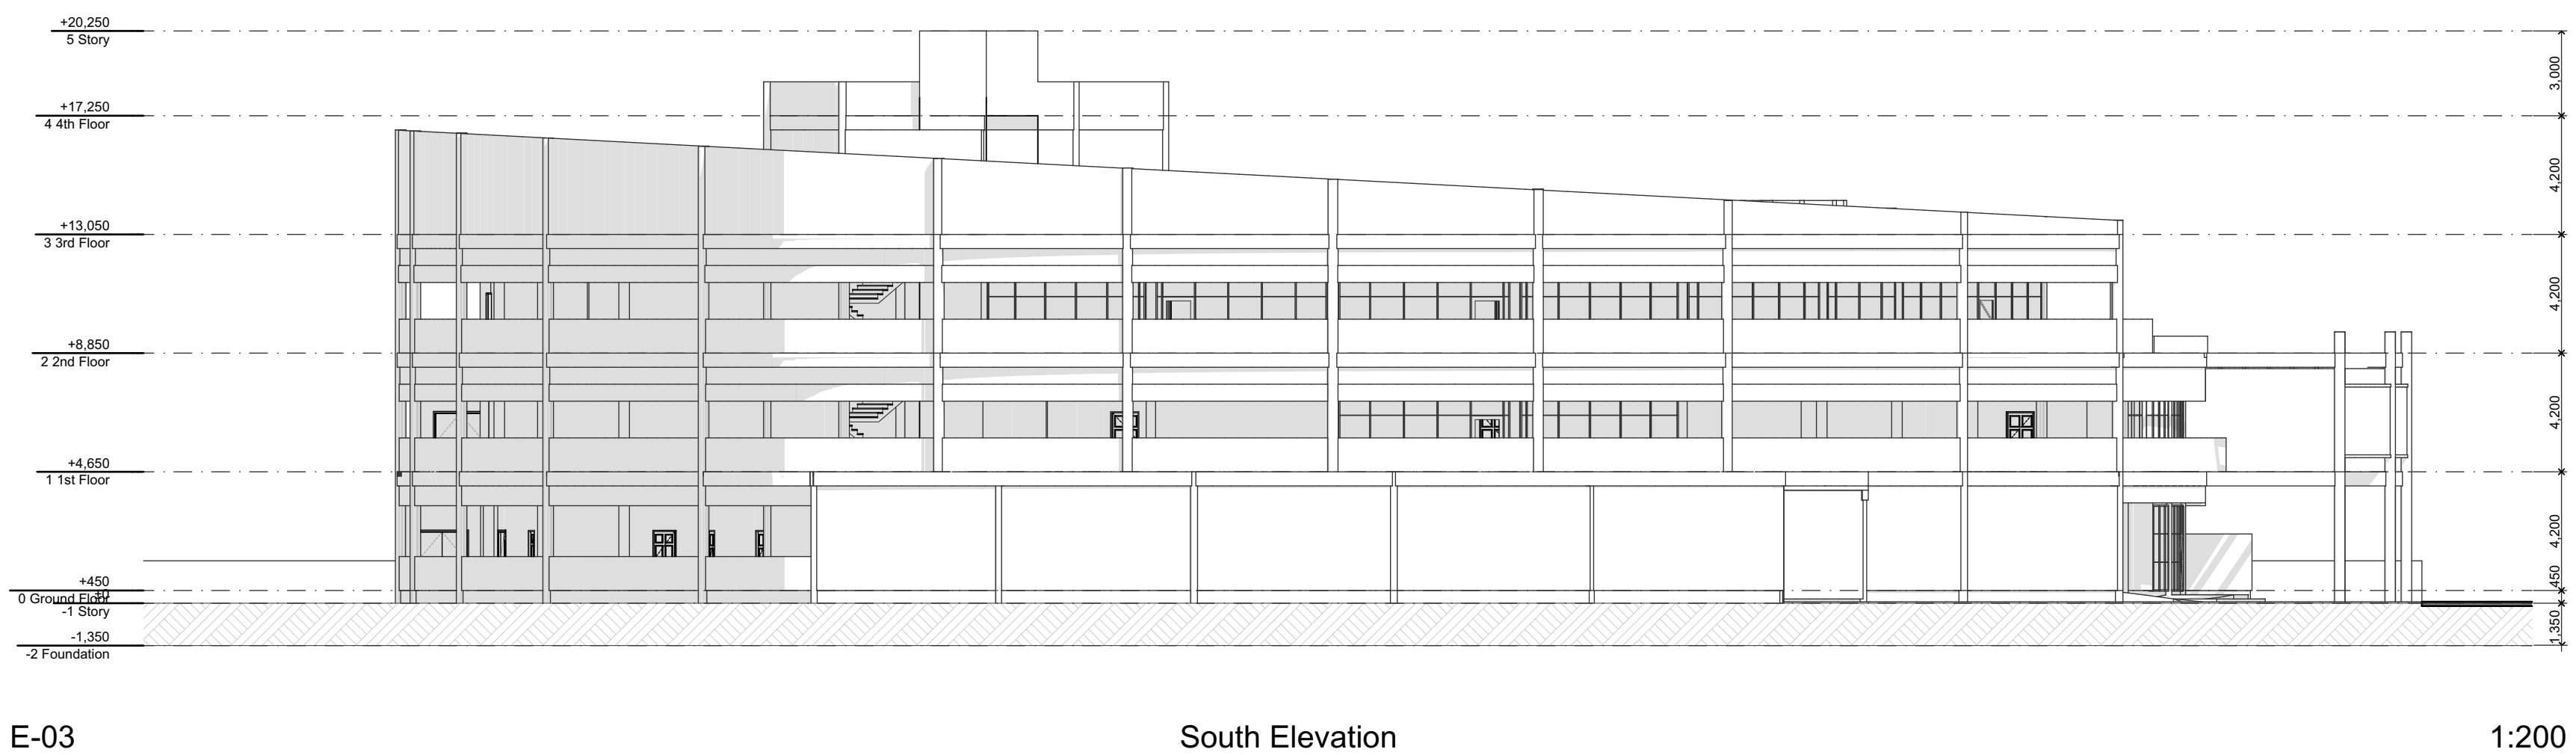 +20,250
5 Story
3,000
+17,250
4 4th Floor
4,200
+13,050
3 3rd Floor
4,200
+8,850
2 2nd Floor
4,200
+4,650
1 1st Floor
4,200
+450
0 Ground Floor
±0
-1 Story
450
1,350
-1,350
-2 Foundation
E-03
South Elevation
1:200